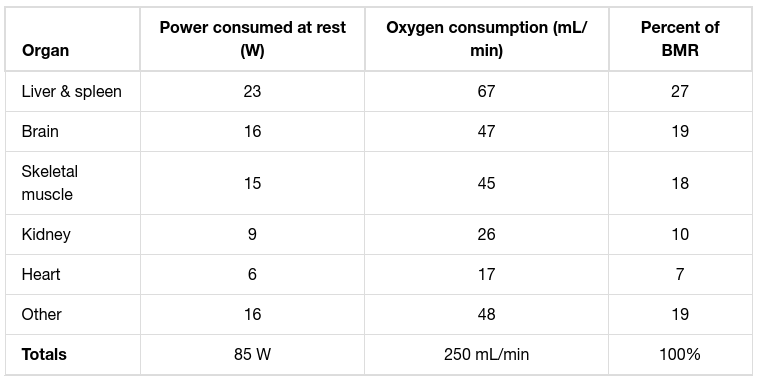 Organ Power consumed at rest (W) Oxygen consumption (mL/min) Percent of BMR
Liver & spleen 23 67 27
Brain 16 47 19
Skeletal muscle 15 45 18
Kidney 9 26 10
Heart 6 17 7
Other 16 48 19
Totals 85 W 250 mL/min 100%